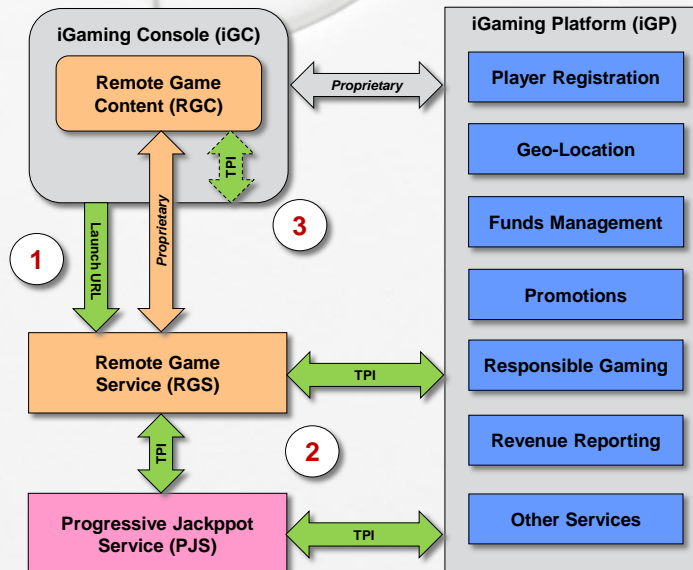 iGaming Console (iGC)
Remote Game
Content (RGC)
TPI
Proprietary
Launch URL
1
3
Proprietary
Remote Game
Service (RGS)
TPI
TPI
2
Progressive Jackppot
Service (PJS)
TPI
iGaming Platform (iGP)
Player Registration
Geo-Location
Funds Management
Promotions
Responsible Gaming
Revenue Reporting
Other Services